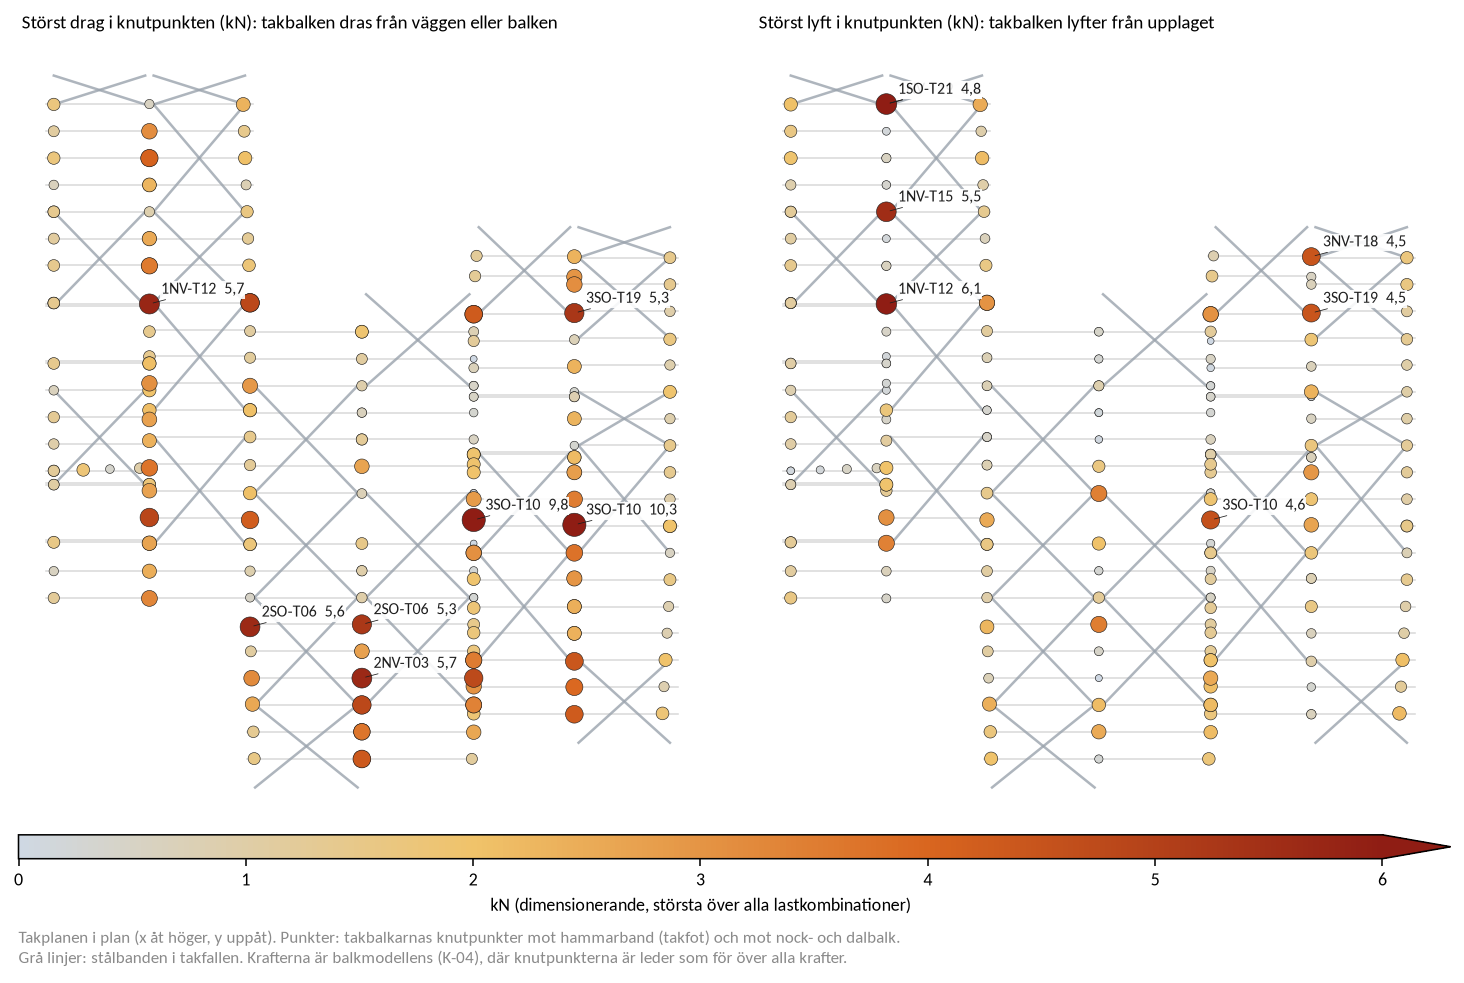 Störst drag i knutpunkten (kN): takbalken dras från väggen eller balken
Störst lyft i knutpunkten (kN): takbalken lyfter från upplaget
1NV-T12 5,7
3SO-T19 5,3
3SO-T10 9,8
3SO-T10 10,3
2SO-T06 5,6
2SO-T06 5,3
2NV-T03 5,7
1SO-T21 4,8
1NV-T15 5,5
3NV-T18 4,5
1NV-T12 6,1
3SO-T19 4,5
3SO-T10 4,6
0 1 2 3 4 5 6
kN (dimensionerande, största över alla lastkombinationer)
Takplanen i plan (x åt höger, y uppåt). Punkter: takbalkarnas knutpunkter mot hammarband (takfot) och mot nock- och dalbalk.
Grå linjer: stålbanden i takfallen. Krafterna är balkmodellens (K-04), där knutpunkterna är leder som för över alla krafter.